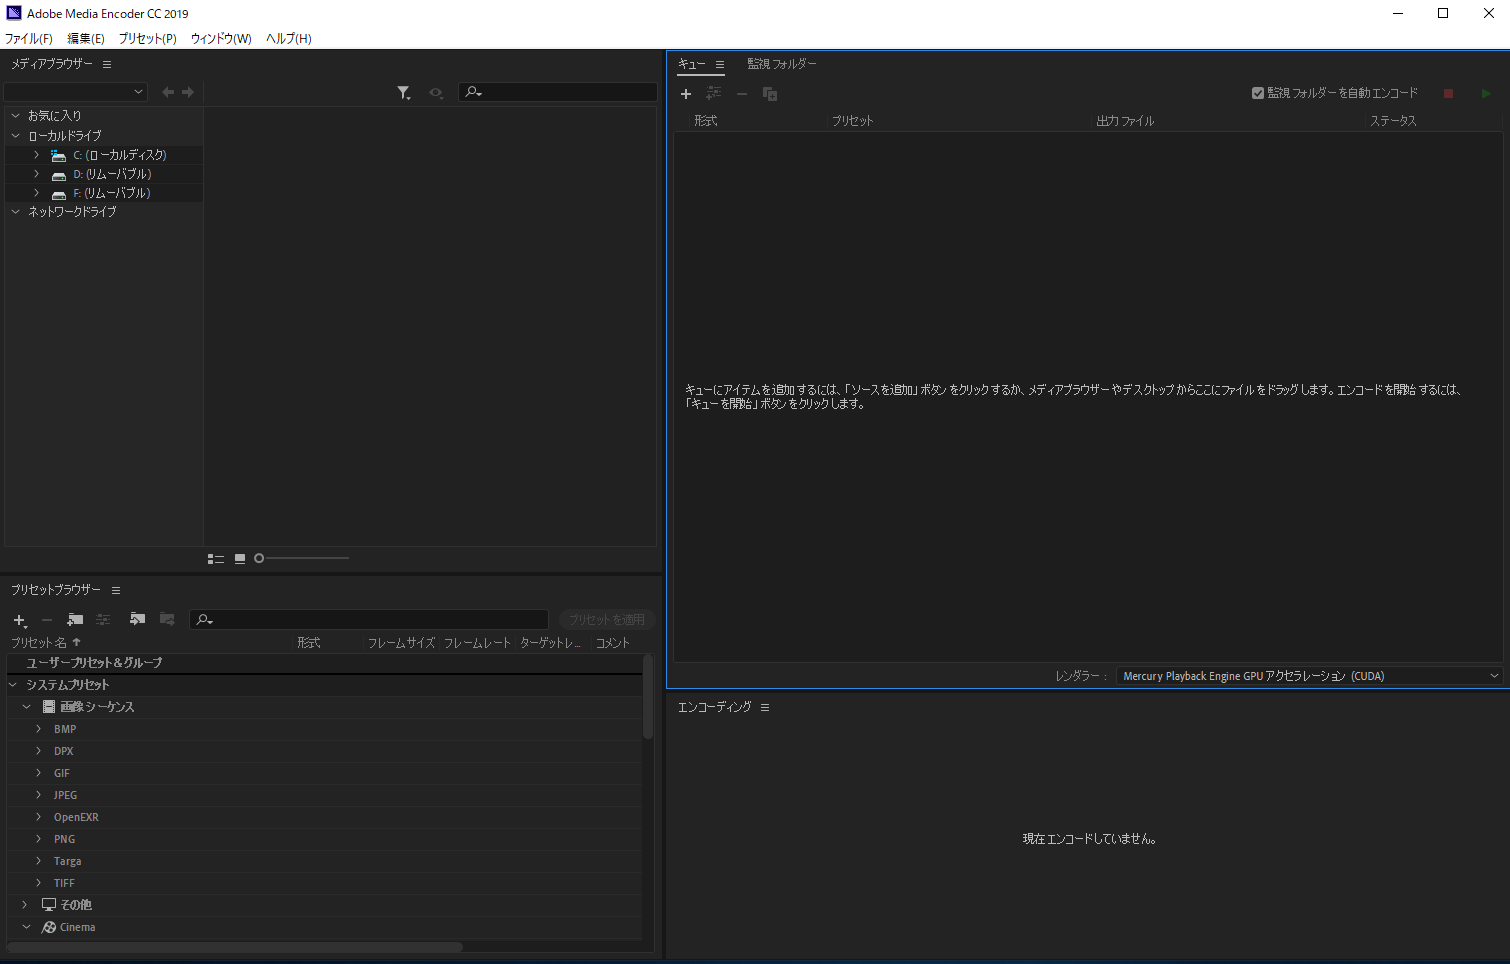 Adobe Media Encoder CC 2019
ファイル(F) 編集(E) プリセット(P) ウィンドウ(W) ヘルプ(H)
メディアブラウザー
お気に入り
ローカルドライブ
C: (ローカルディスク)
D: (リムーバブル)
F: (リムーバブル)
ネットワークドライブ
プリセットブラウザー
プリセットを適用
プリセット名 形式 フレームサイズ フレームレート ターゲットレ... コメント
ユーザープリセット＆グループ
システムプリセット
画像シーケンス
BMP
DPX
GIF
JPEG
OpenEXR
PNG
Targa
TIFF
その他
Cinema
キュー 監視フォルダー
監視フォルダーを自動エンコード
形式 プリセット 出力ファイル ステータス
キューにアイテムを追加するには、「ソースを追加」ボタンをクリックするか、メディアブラウザーやデスクトップからここにファイルをドラッグします。エンコードを開始するには、
「キューを開始」ボタンをクリックします。
レンダラー： Mercury Playback Engine GPU アクセラレーション (CUDA)
エンコーディング
現在エンコードしていません。